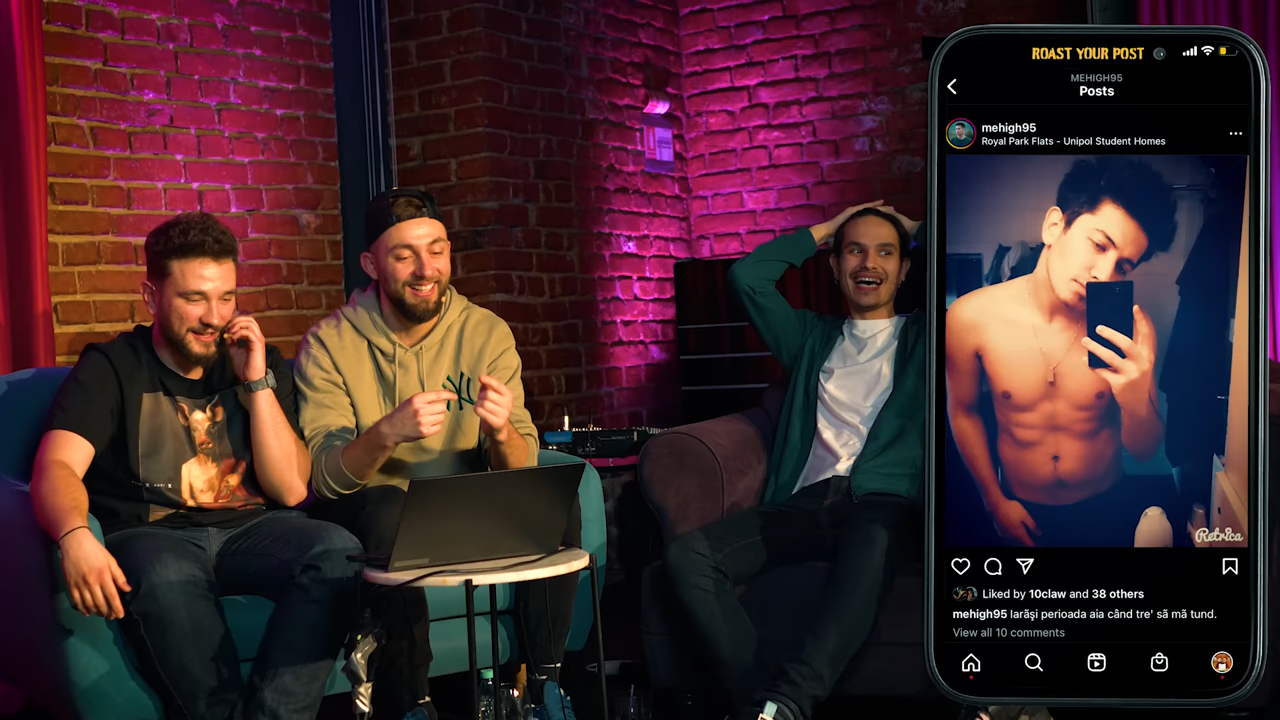 ROAST YOUR POST
MEHIGH95
Posts
mehigh95
Royal Park Flats - Unipol Student Homes
NY
Retrica
Liked by 10claw and 38 others
mehigh95 Iarăși perioada aia când tre' să mă tund.
View all 10 comments